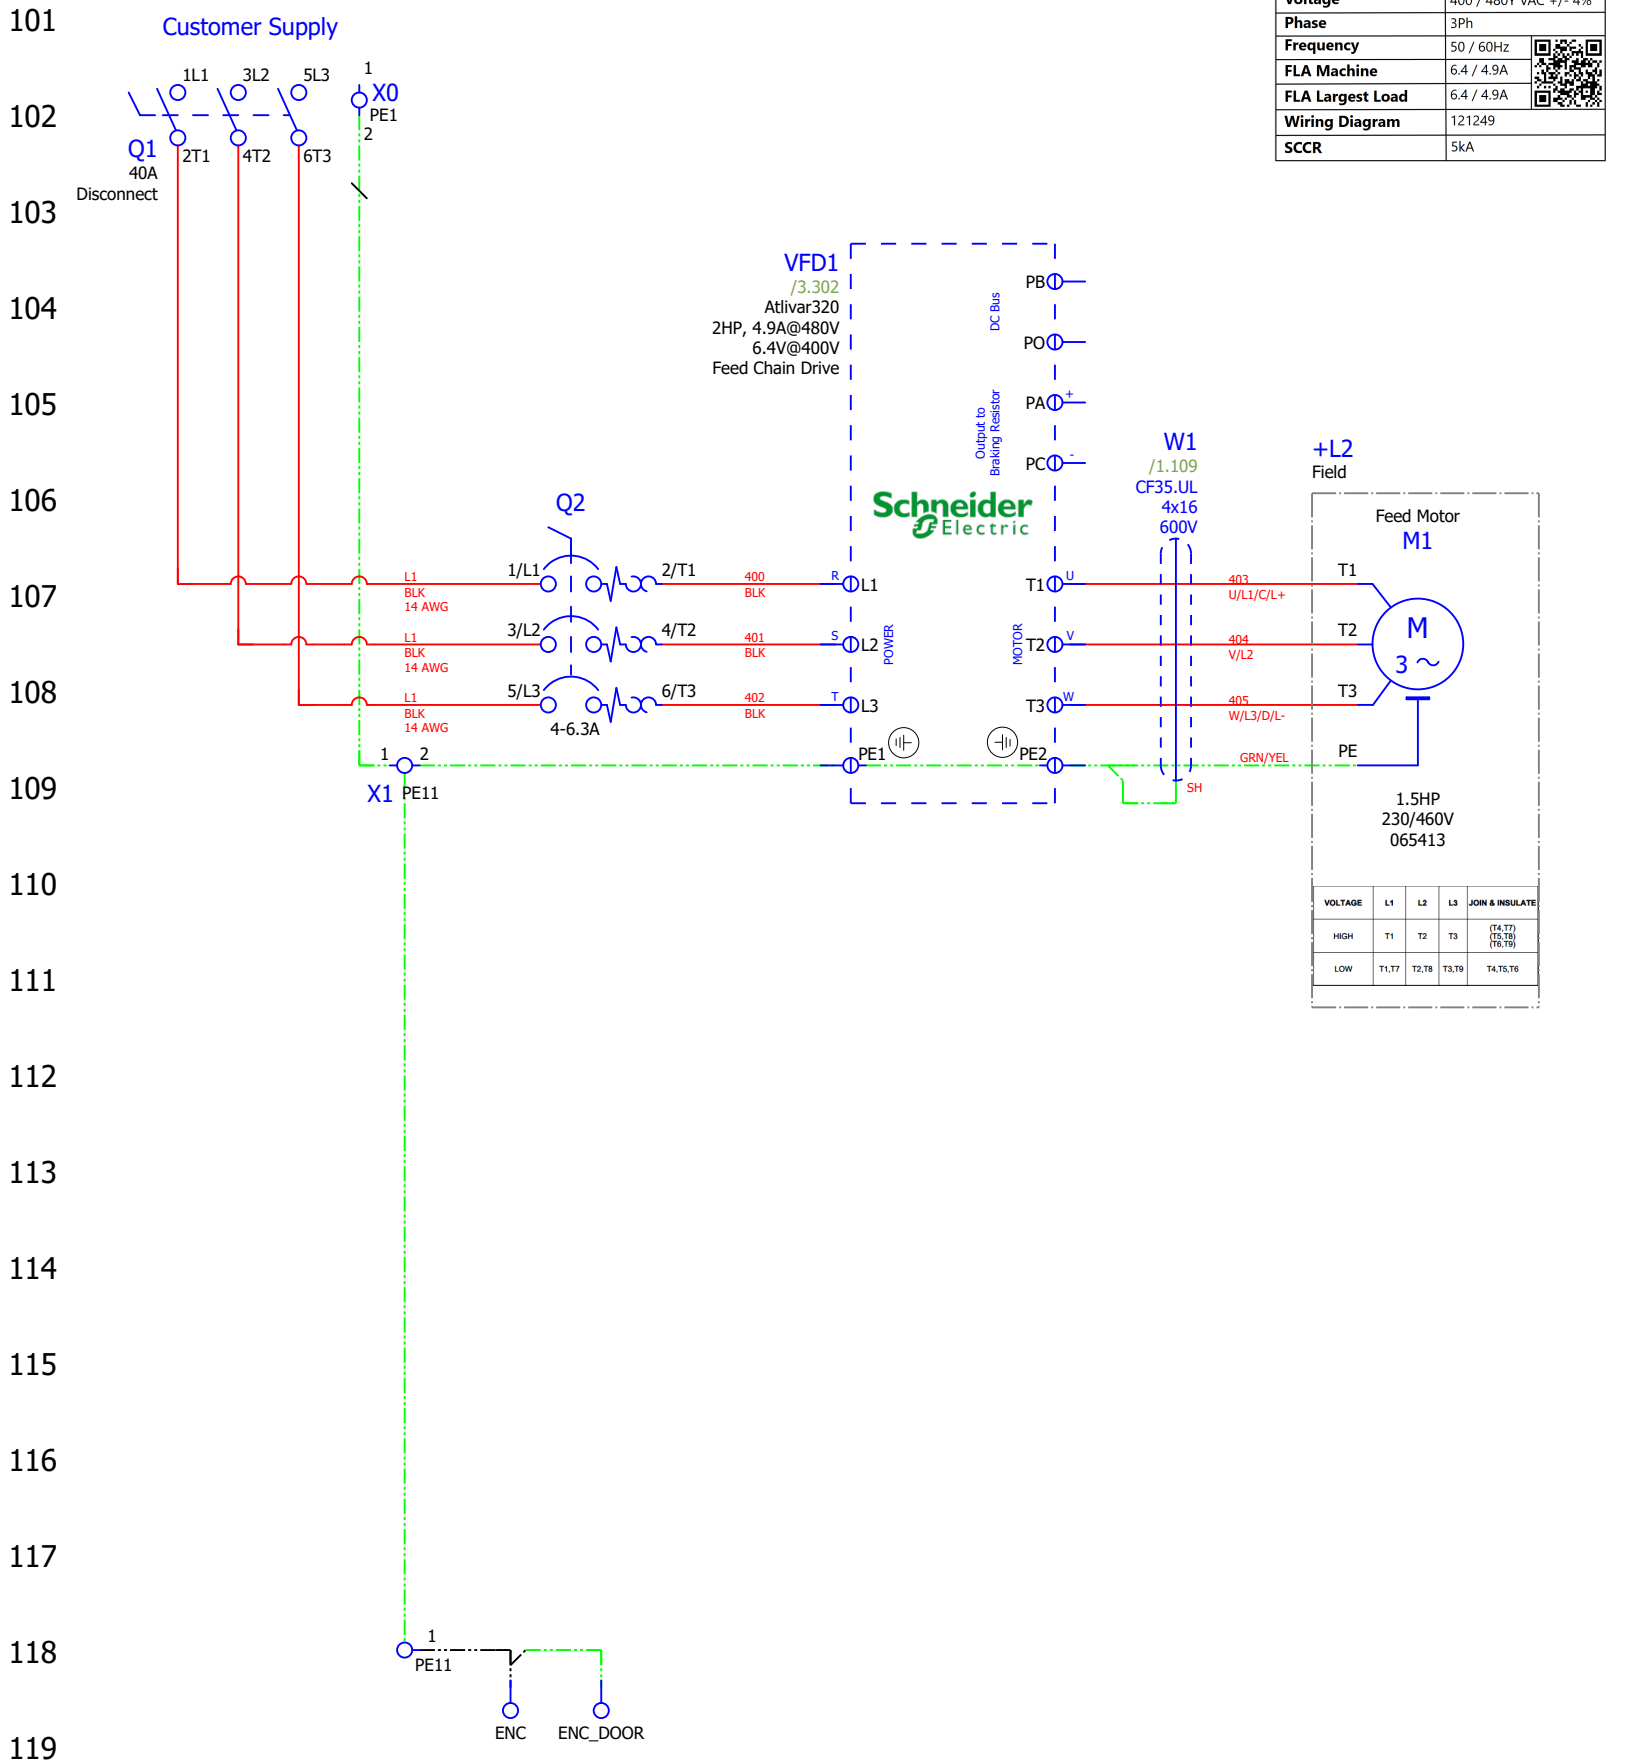 101
Customer Supply
Voltage 400 / 480Y VAC +/- 4%
Phase 3Ph
Frequency 50 / 60Hz
FLA Machine 6.4 / 4.9A
FLA Largest Load 6.4 / 4.9A
Wiring Diagram 121249
SCCR 5kA
1L1 3L2 5L3 1
X0
PE1
2
102
Q1
2T1 4T2 6T3
40A
Disconnect
103
VFD1
/3.302
Atlivar320
2HP, 4.9A@480V
6.4V@400V
Feed Chain Drive
PB
DC Bus
PO
104
105
Output to
Braking Resistor
PA +
PC -
W1
/1.109
CF35.UL
4x16
600V
+L2
Field
106
Q2
Schneider
Electric
Feed Motor
M1
107
L1
BLK
14 AWG
1/L1 2/T1
400
BLK
R L1
T1 U
403
U/L1/C/L+
T1
L1
BLK
14 AWG
3/L2 4/T2
401
BLK
S L2
POWER
MOTOR
T2 V
404
V/L2
T2
M
3 ~
108
L1
BLK
14 AWG
5/L3 6/T3
4-6.3A
402
BLK
T L3
T3 W
405
W/L3/D/L-
T3
1 2
X1 PE11
PE1
PE2
GRN/YEL
PE
SH
109
1.5HP
230/460V
065413
110
VOLTAGE L1 L2 L3 JOIN & INSULATE
HIGH T1 T2 T3 (T4,T7)
(T5,T8)
(T6,T9)
LOW T1,T7 T2,T8 T3,T9 T4,T5,T6
111
112
113
114
115
116
117
118
1
PE11
ENC ENC_DOOR
119